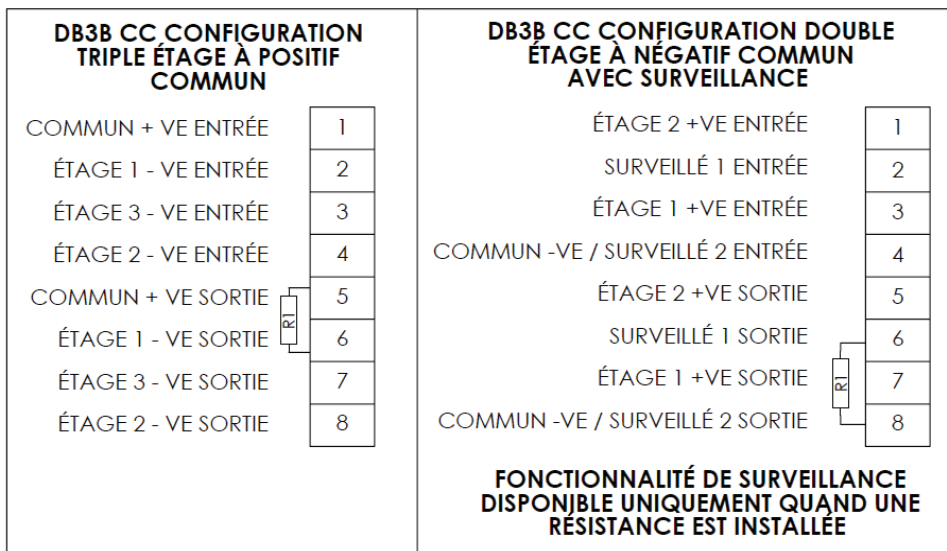 DB3B CC CONFIGURATION
TRIPLE ÉTAGE À POSITIF
COMMUN
COMMUN + VE ENTRÉE 1
ÉTAGE 1 - VE ENTRÉE 2
ÉTAGE 3 - VE ENTRÉE 3
ÉTAGE 2 - VE ENTRÉE 4
COMMUN + VE SORTIE 5
R1
ÉTAGE 1 - VE SORTIE 6
ÉTAGE 3 - VE SORTIE 7
ÉTAGE 2 - VE SORTIE 8
DB3B CC CONFIGURATION DOUBLE
ÉTAGE À NÉGATIF COMMUN
AVEC SURVEILLANCE
ÉTAGE 2 +VE ENTRÉE 1
SURVEILLÉ 1 ENTRÉE 2
ÉTAGE 1 +VE ENTRÉE 3
COMMUN -VE / SURVEILLÉ 2 ENTRÉE 4
ÉTAGE 2 +VE SORTIE 5
SURVEILLÉ 1 SORTIE 6
ÉTAGE 1 +VE SORTIE R1 7
COMMUN -VE / SURVEILLÉ 2 SORTIE 8
FONCTIONNALITÉ DE SURVEILLANCE
DISPONIBLE UNIQUEMENT QUAND UNE
RÉSISTANCE EST INSTALLÉE